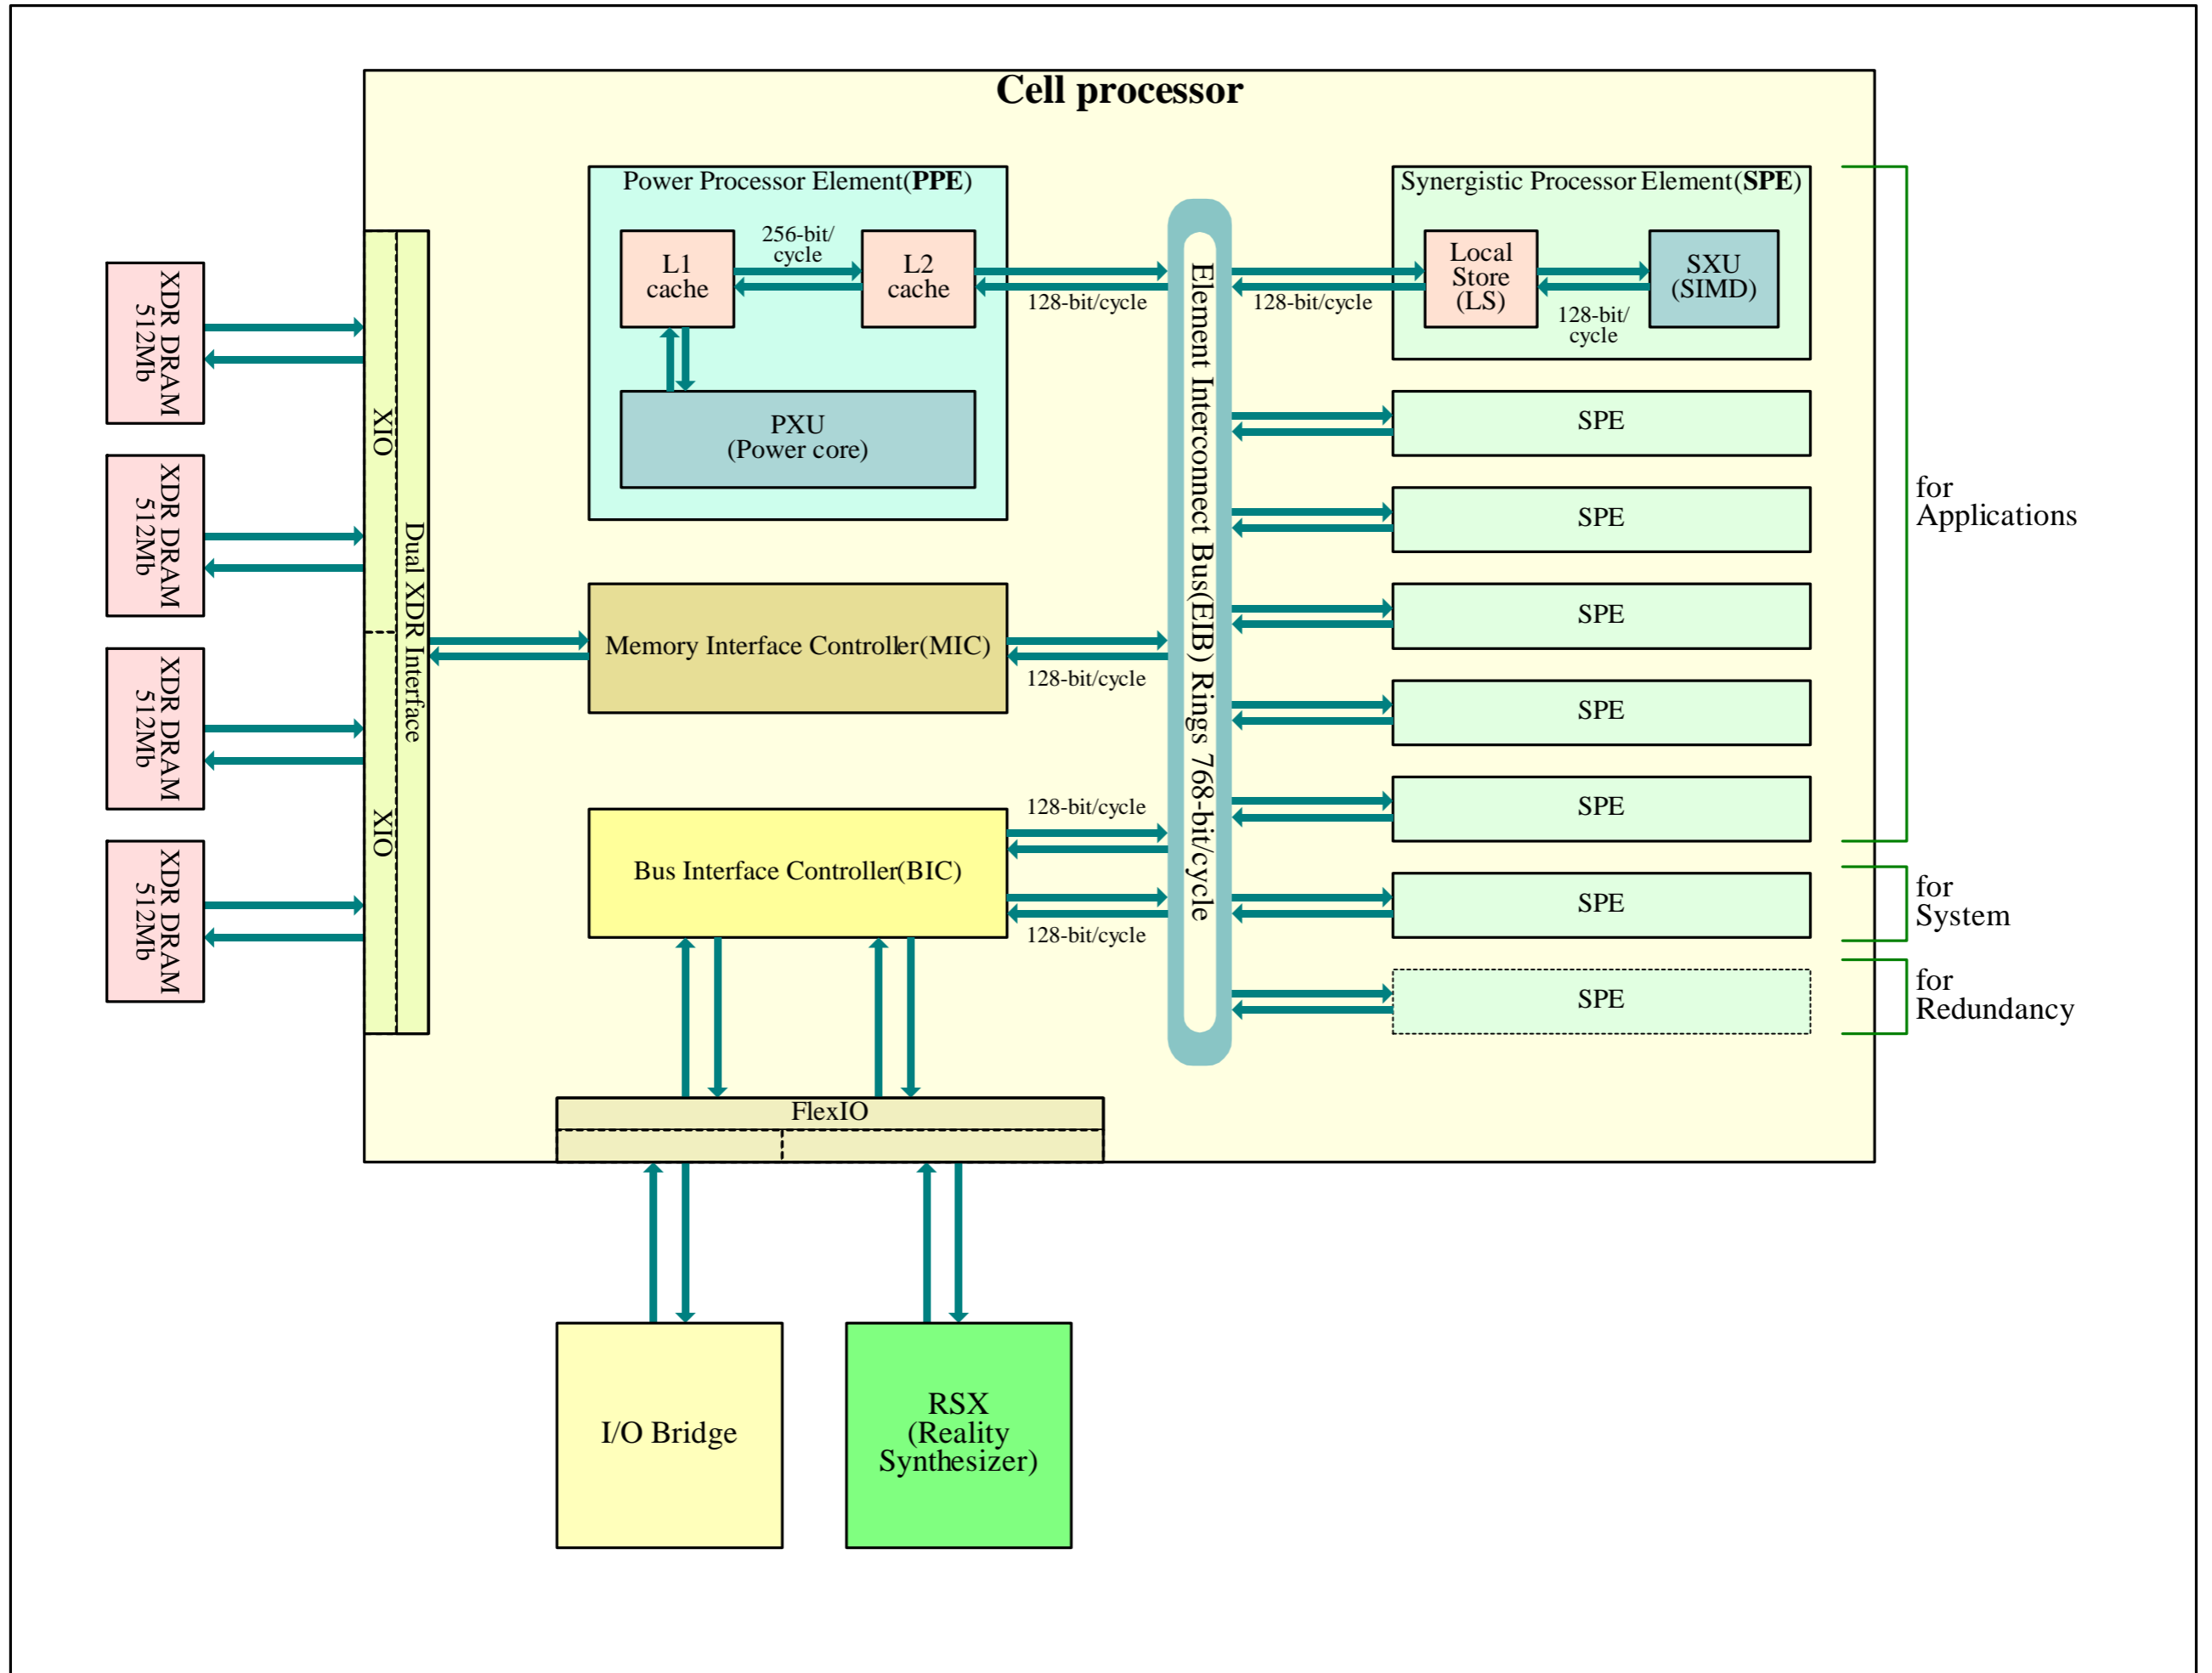 Cell processor
Power Processor Element(PPE)
L1
cache
256-bit/
cycle
L2
cache
128-bit/cycle
PXU
(Power core)
Synergistic Processor Element(SPE)
128-bit/cycle
Local
Store
(LS)
128-bit/
cycle
SXU
(SIMD)
Element Interconnect Bus(EIB) Rings 768-bit/cycle
SPE
SPE
SPE
SPE
SPE
SPE
SPE
for
Applications
for
System
for
Redundancy
XDR DRAM
512Mb
XDR DRAM
512Mb
XDR DRAM
512Mb
XDR DRAM
512Mb
XIO
XIO
Dual XDR Interface
Memory Interface Controller(MIC)
128-bit/cycle
Bus Interface Controller(BIC)
128-bit/cycle
128-bit/cycle
FlexIO
I/O Bridge
RSX
(Reality
Synthesizer)